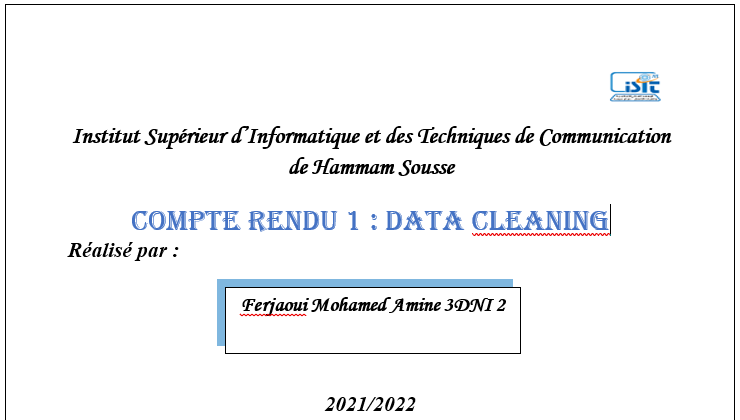 isitc
Institut Supérieur d'Informatique et des Techniques de Communication
de Hammam Sousse
COMPTE RENDU 1 : DATA CLEANING
Réalisé par :
Ferjaoui Mohamed Amine 3DNI 2
2021/2022